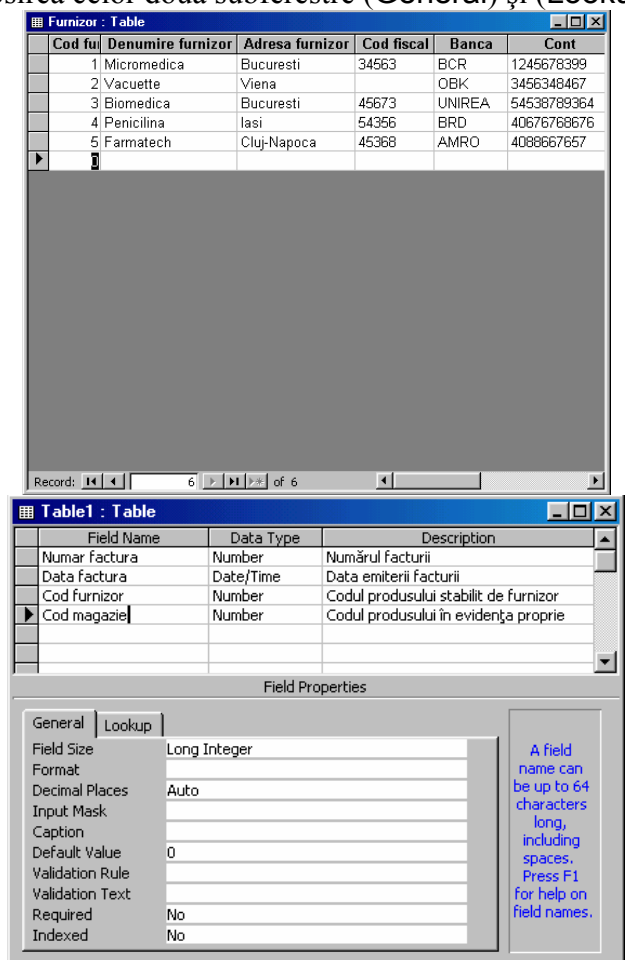 celor două subferestre (General) şi
Furnizor : Table
Cod fui Denumire furnizor Adresa furnizor Cod fiscal Banca Cont
1 Micromedica Bucuresti 34563 BCR 1245678399
2 Vacuette Viena OBK 3456348467
3 Biomedica Bucuresti 45673 UNIREA 54538789364
4 Penicilina Iasi 54356 BRD 40676768676
5 Farmatech Cluj-Napoca 45368 AMRO 4088667657
0
Record: 6 of 6
Table1 : Table
Field Name Data Type Description
Numar factura Number Numărul facturii
Data factura Date/Time Data emiterii facturii
Cod furnizor Number Codul produsului stabilit de furnizor
Cod magazie Number Codul produsului în evidenţa proprie
Field Properties
General Lookup
Field Size Long Integer
Format
Decimal Places Auto
Input Mask
Caption
Default Value 0
Validation Rule
Validation Text
Required No
Indexed No
A field
name can
be up to 64
characters
long,
including
spaces.
Press F1
for help on
field names.